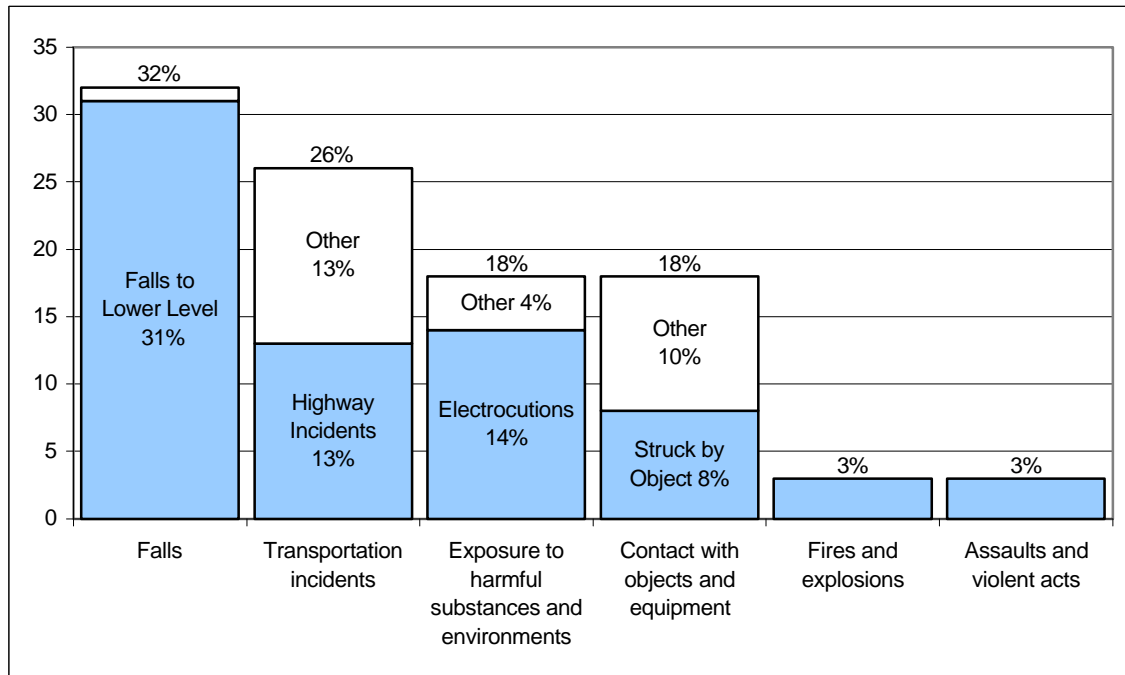 35
30
25
20
15
10
5
0
32%
Falls to
Lower Level
31%
26%
Other
13%
Highway
Incidents
13%
18%
Other 4%
Electrocutions
14%
18%
Other
10%
Struck by
Object 8%
3%
3%
Falls
Transportation
incidents
Exposure to
harmful
substances and
environments
Contact with
objects and
equipment
Fires and
explosions
Assaults and
violent acts